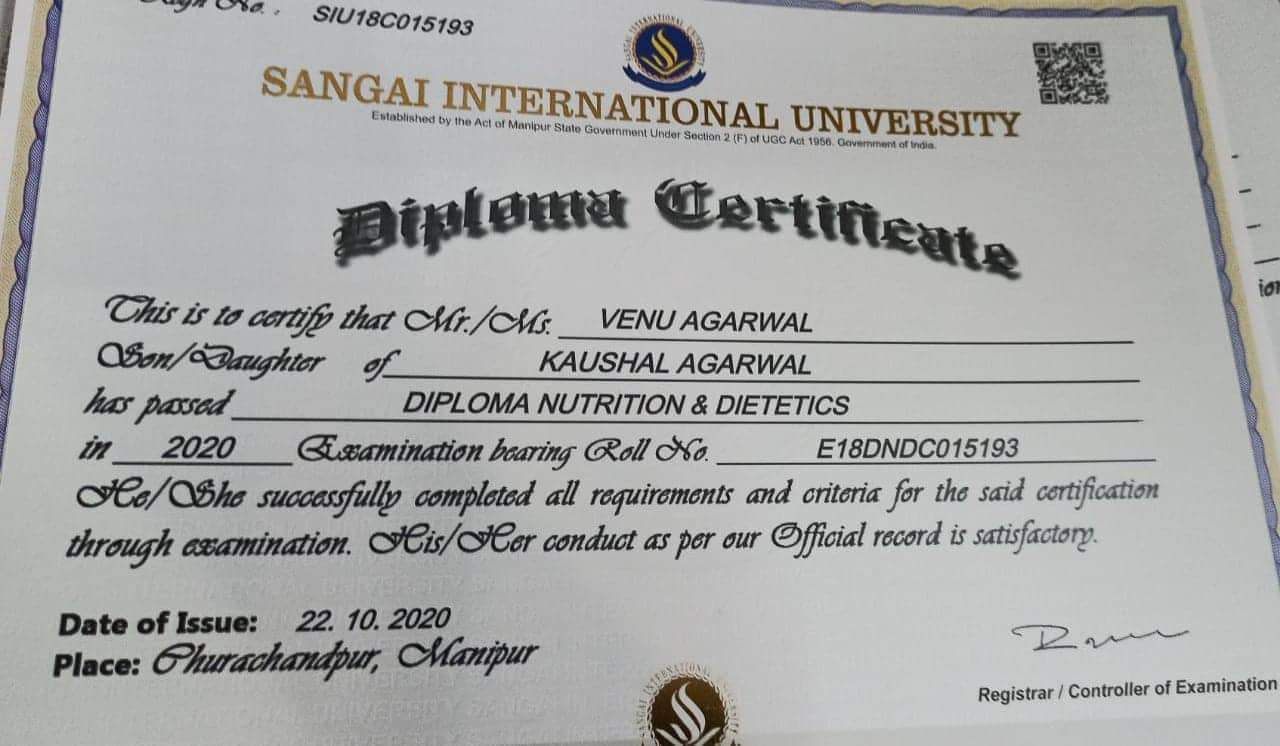 No. : SIU18C015193
SANGAI INTERNATIONAL UNIVERSITY
Established by the Act of Manipur State Government Under Section 2 (F) of UGC Act 1956. Government of India.
Diploma Certificate
This is to certify that Mr./Ms. VENU AGARWAL
Son/Daughter of KAUSHAL AGARWAL
has passed DIPLOMA NUTRITION & DIETETICS
in 2020 Examination bearing Roll No. E18DNDC015193
He/She successfully completed all requirements and criteria for the said certification
through examination. His/Her conduct as per our Official record is satisfactory.
Date of Issue: 22. 10. 2020
Place: Churachandpur, Manipur
Registrar / Controller of Examination